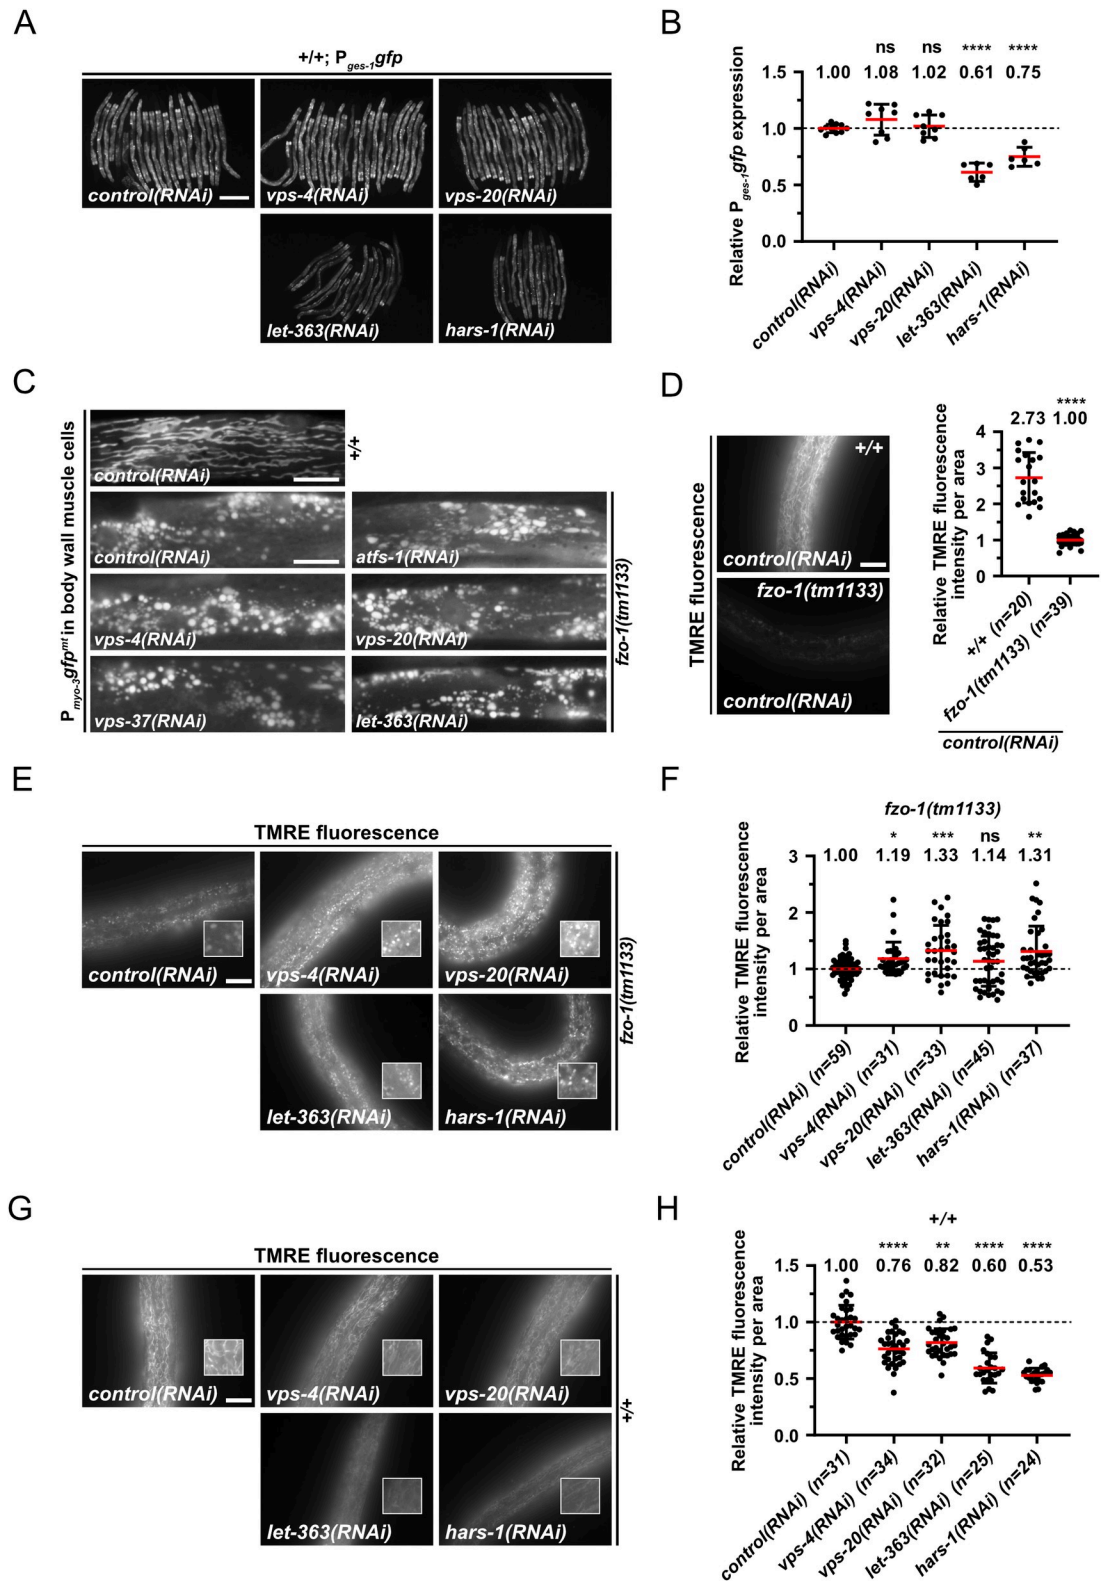 A
+/+; Pges-1gfp
control(RNAi)
vps-4(RNAi)
vps-20(RNAi)
let-363(RNAi)
hars-1(RNAi)
B
ns ns **** ****
1.00 1.08 1.02 0.61 0.75
Relative Pges-1gfp expression
1.5
1.0
0.5
0.0
control(RNAi)
vps-4(RNAi)
vps-20(RNAi)
let-363(RNAi)
hars-1(RNAi)
C
Pmyo-3gfpmt in body wall muscle cells
control(RNAi)
+/+
control(RNAi)
atfs-1(RNAi)
vps-4(RNAi)
vps-20(RNAi)
vps-37(RNAi)
let-363(RNAi)
fzo-1(tm1133)
D
TMRE fluorescence
+/+
control(RNAi)
fzo-1(tm1133)
control(RNAi)
****
2.73 1.00
Relative TMRE fluorescence
intensity per area
4
3
2
1
0
+/+ (n=20)
fzo-1(tm1133) (n=39)
control(RNAi)
E
TMRE fluorescence
control(RNAi)
vps-4(RNAi)
vps-20(RNAi)
let-363(RNAi)
hars-1(RNAi)
fzo-1(tm1133)
F
fzo-1(tm1133)
* *** ns **
1.00 1.19 1.33 1.14 1.31
Relative TMRE fluorescence
intensity per area
3
2
1
0
control(RNAi) (n=59)
vps-4(RNAi) (n=31)
vps-20(RNAi) (n=33)
let-363(RNAi) (n=45)
hars-1(RNAi) (n=37)
G
TMRE fluorescence
control(RNAi)
vps-4(RNAi)
vps-20(RNAi)
let-363(RNAi)
hars-1(RNAi)
+/+
H
+/+
**** ** **** ****
1.00 0.76 0.82 0.60 0.53
Relative TMRE fluorescence
intensity per area
1.5
1.0
0.5
0.0
control(RNAi) (n=31)
vps-4(RNAi) (n=34)
vps-20(RNAi) (n=32)
let-363(RNAi) (n=25)
hars-1(RNAi) (n=24)